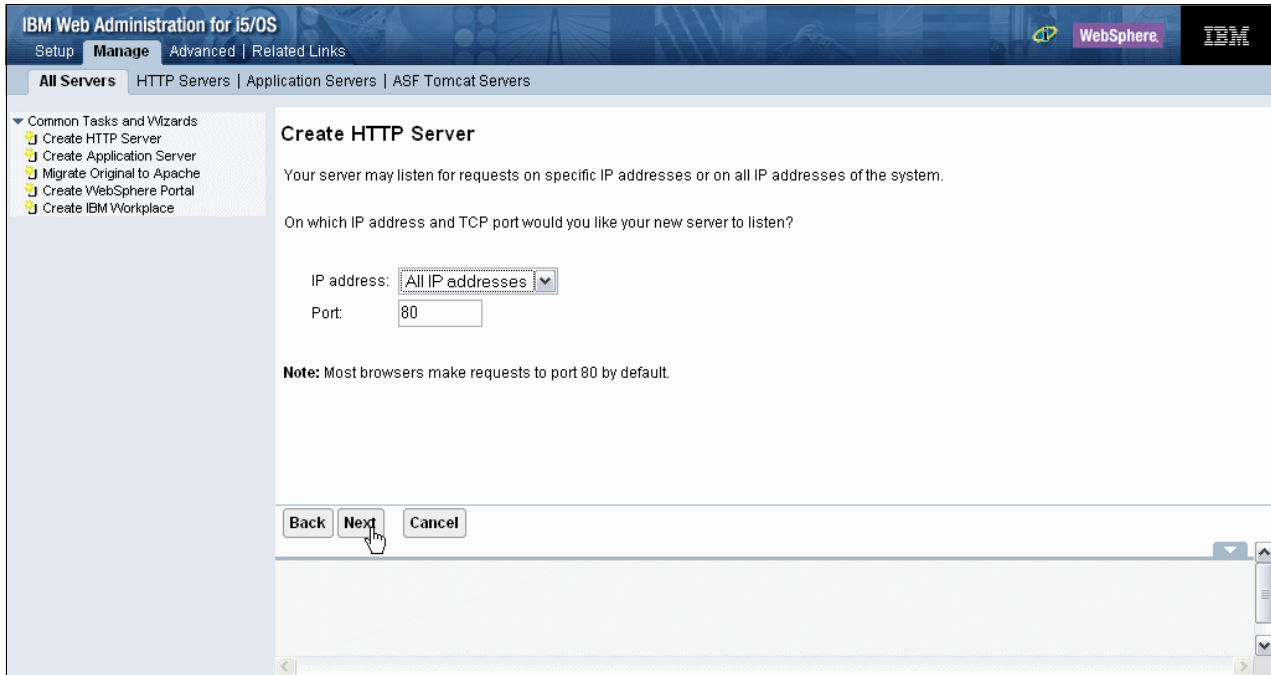 IBM Web Administration for i5/OS
Setup Manage Advanced | Related Links
WebSphere.
IBM
All Servers HTTP Servers | Application Servers | ASF Tomcat Servers
Common Tasks and Wizards
Create HTTP Server
Create Application Server
Migrate Original to Apache
Create WebSphere Portal
Create IBM Workplace
Create HTTP Server
Your server may listen for requests on specific IP addresses or on all IP addresses of the system.
On which IP address and TCP port would you like your new server to listen?
IP address: All IP addresses
Port: 80
Note: Most browsers make requests to port 80 by default.
Back Next Cancel